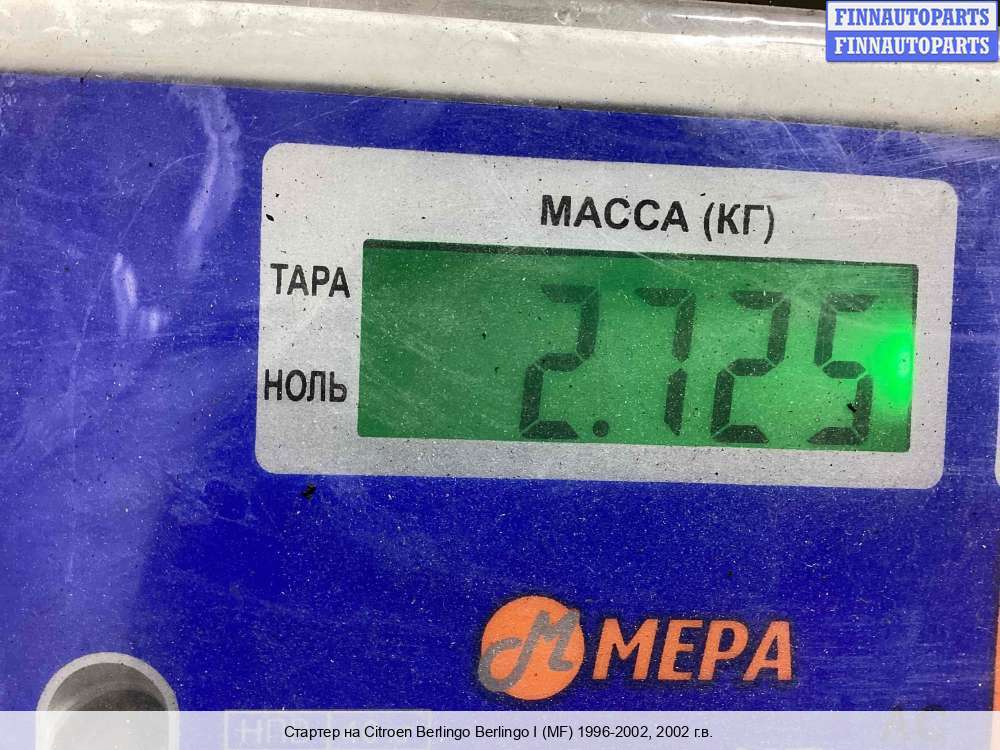 FINNAUTOPARTS
FINNAUTOPARTS
МАССА (КГ)
ТАРА
2.725
НОЛЬ
МЕРА
Стартер на Citroen Berlingo Berlingo I (MF) 1996-2002, 2002 г.в.